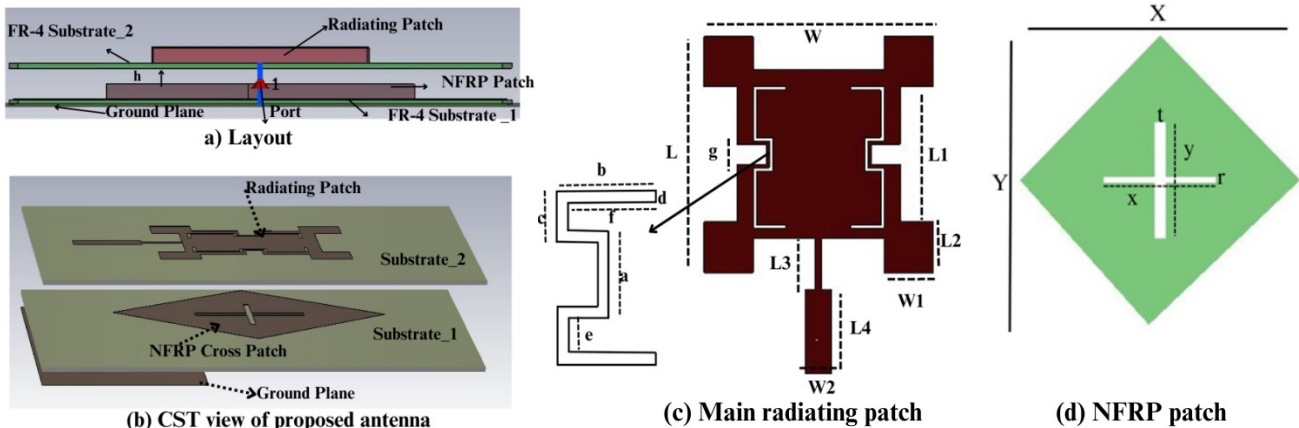 Radiating Patch
FR-4 Substrate_2
h
1
NFRP Patch
Ground Plane
Port
FR-4 Substrate_1
a) Layout
Radiating Patch
Substrate_2
Substrate_1
NFRP Cross Patch
Ground Plane
(b) CST view of proposed antenna
W
L
g
L1
b
c
d
f
a
e
L2
L3
W1
L4
W2
(c) Main radiating patch
X
Y
t
y
r
x
(d) NFRP patch